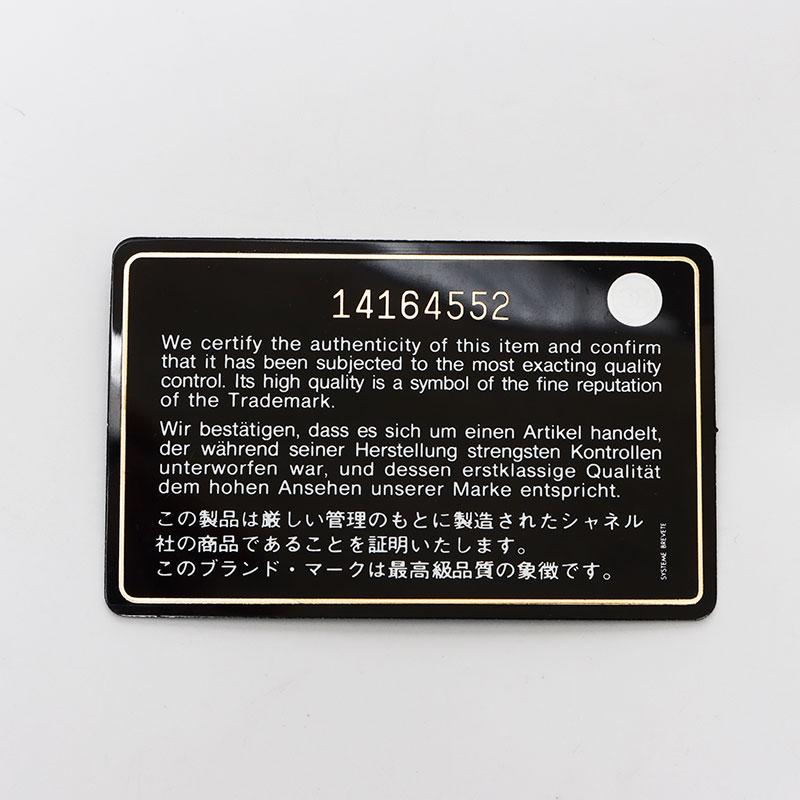 14164552
We certify the authenticity of this item and confirm
that it has been subjected to the most exacting quality
control. Its high quality is a symbol of the fine reputation
of the Trademark.
Wir bestätigen, dass es sich um einen Artikel handelt,
der während seiner Herstellung strengsten Kontrollen
unterworfen war, und dessen erstklassige Qualität
dem hohen Ansehen unserer Marke entspricht.
この製品は厳しい管理のもとに製造されたシャネル
社の商品であることを証明いたします。
このブランド・マークは最高級品質の象徴です。
SYSTEME BREVETE